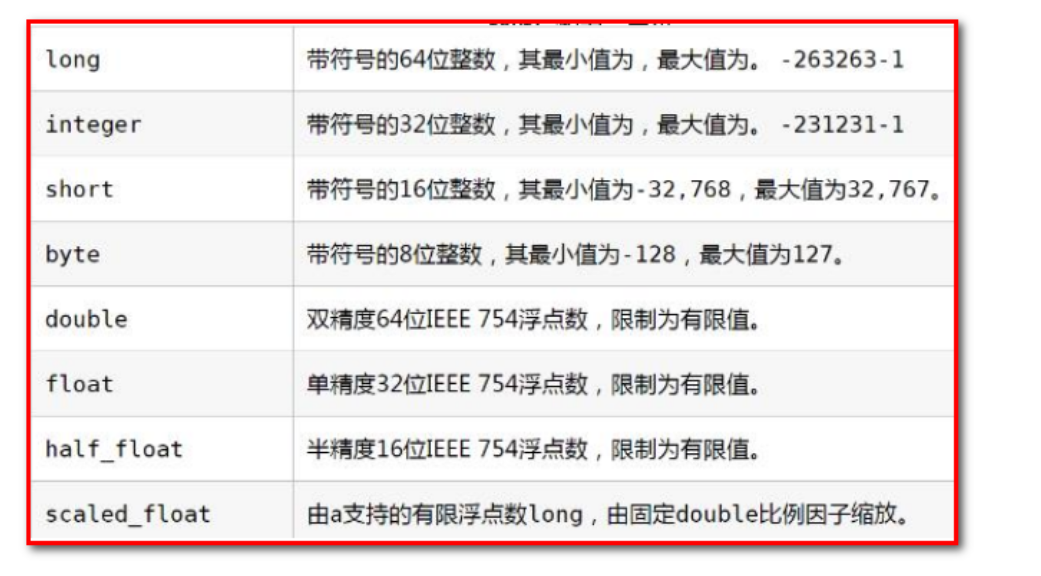 long 带符号的64位整数，其最小值为，最大值为。 -263263-1
integer 带符号的32位整数，其最小值为，最大值为。 -231231-1
short 带符号的16位整数，其最小值为-32,768，最大值为32,767。
byte 带符号的8位整数，其最小值为-128，最大值为127。
double 双精度64位IEEE 754浮点数，限制为有限值。
float 单精度32位IEEE 754浮点数，限制为有限值。
half_float 半精度16位IEEE 754浮点数，限制为有限值。
scaled_float 由a支持的有限浮点数long，由固定double比例因子缩放。